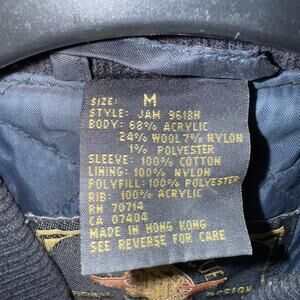 SIZE: M
STYLE: JAM 9618H
BODY: 68% ACRYLIC
24% WOOL 7% NYLON
1% POLYESTER
SLEEVE: 100% COTTON
LINING: 100% NYLON
POLYFILL: 100% POLYESTER
RIB: 100% ACRYLIC
RN 70714
CA 07404
MADE IN HONG KONG
SEE REVERSE FOR CARE